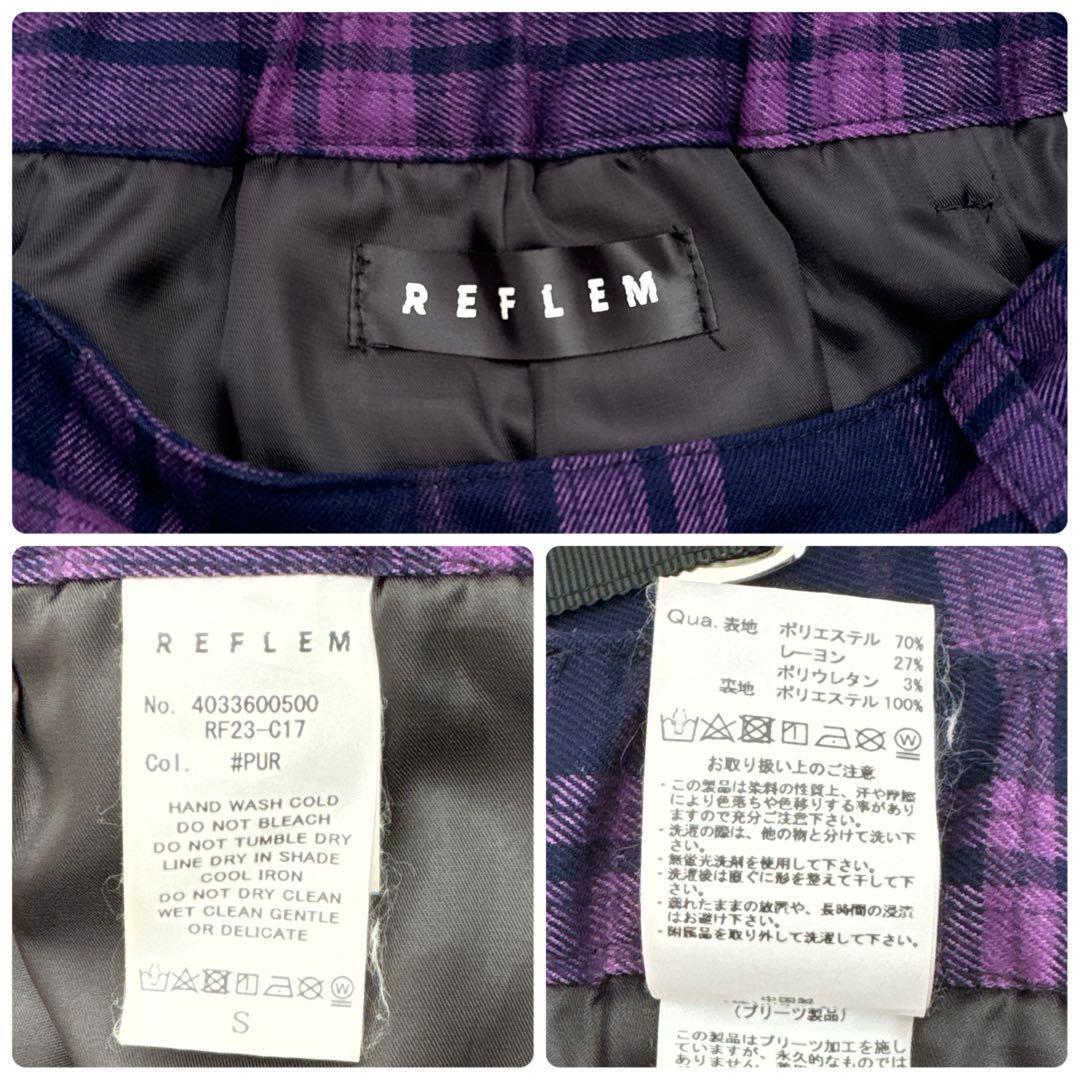 REFLEM
REFLEM
No. 4033600500
RF23-C17
Col. #PUR
HAND WASH COLD
DO NOT BLEACH
DO NOT TUMBLE DRY
LINE DRY IN SHADE
COOL IRON
DO NOT DRY CLEAN
WET CLEAN GENTLE
OR DELICATE
W
S
Qua. 表地 ポリエステル 70%
レーヨン 27%
ポリウレタン 3%
裏地 ポリエステル 100%
W
お取り扱い上のご注意
・この製品は染料の性質上、汗や摩擦
により色落ちや色移りする事があり
ますので充分ご注意下さい。
・洗濯の際は、他の物と分けて洗い下
さい。
・無蛍光洗剤を使用して下さい。
・洗濯後は直ぐに形を整えて干して下
さい。
・濡れたままの放置や、長時間の浸漬
はお避け下さい。
・附属品を取り外して洗濯して下さい。
中国製
(プリーツ製品)
この製品はプリーツ加工を施し
ていますが、永久的なものでは
ありません。